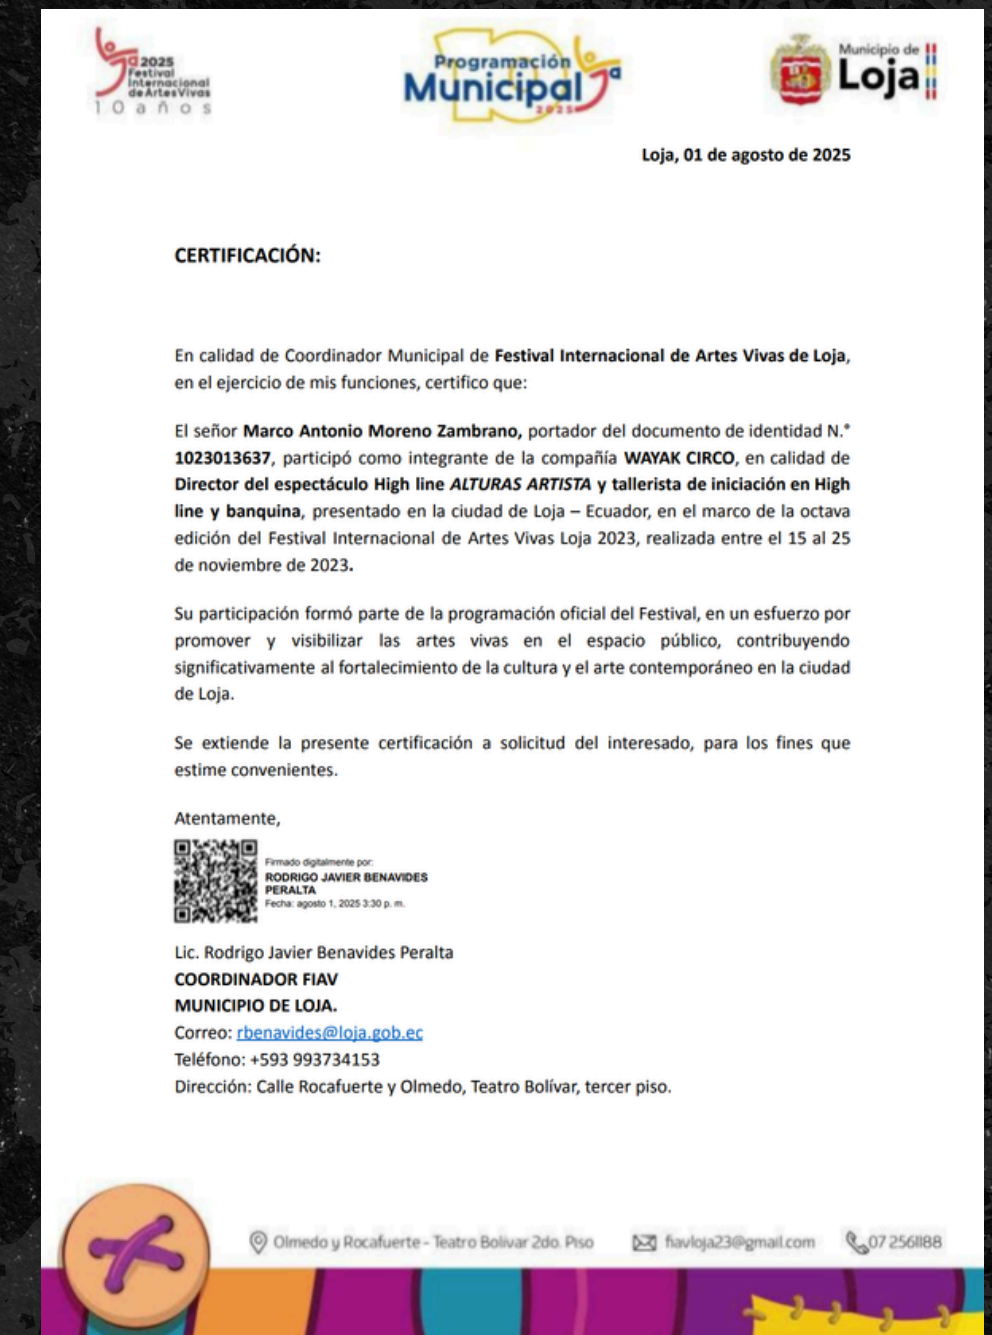 2025
Festival
Internacional
de Artes Vivas
10 años
Programación
Municipal
2025
Municipio de
Loja
Loja, 01 de agosto de 2025
CERTIFICACIÓN:
En calidad de Coordinador Municipal de Festival Internacional de Artes Vivas de Loja,
en el ejercicio de mis funciones, certifico que:
El señor Marco Antonio Moreno Zambrano, portador del documento de identidad N.°
1023013637, participó como integrante de la compañía WAYAK CIRCO, en calidad de
Director del espectáculo High line ALTURAS ARTISTA y tallerista de iniciación en High
line y banquina, presentado en la ciudad de Loja – Ecuador, en el marco de la octava
edición del Festival Internacional de Artes Vivas Loja 2023, realizada entre el 15 al 25
de noviembre de 2023.
Su participación formó parte de la programación oficial del Festival, en un esfuerzo por
promover y visibilizar las artes vivas en el espacio público, contribuyendo
significativamente al fortalecimiento de la cultura y el arte contemporáneo en la ciudad
de Loja.
Se extiende la presente certificación a solicitud del interesado, para los fines que
estime convenientes.
Atentamente,
Firmado digitalmente por:
RODRIGO JAVIER BENAVIDES
PERALTA
Fecha: agosto 1, 2025 3:30 p. m.
Lic. Rodrigo Javier Benavides Peralta
COORDINADOR FIAV
MUNICIPIO DE LOJA.
Correo: rbenavides@loja.gob.ec
Teléfono: +593 993734153
Dirección: Calle Rocafuerte y Olmedo, Teatro Bolívar, tercer piso.
Olmedo y Rocafuerte - Teatro Bolívar 2do. Piso
fiavloja23@gmail.com
07 2561188